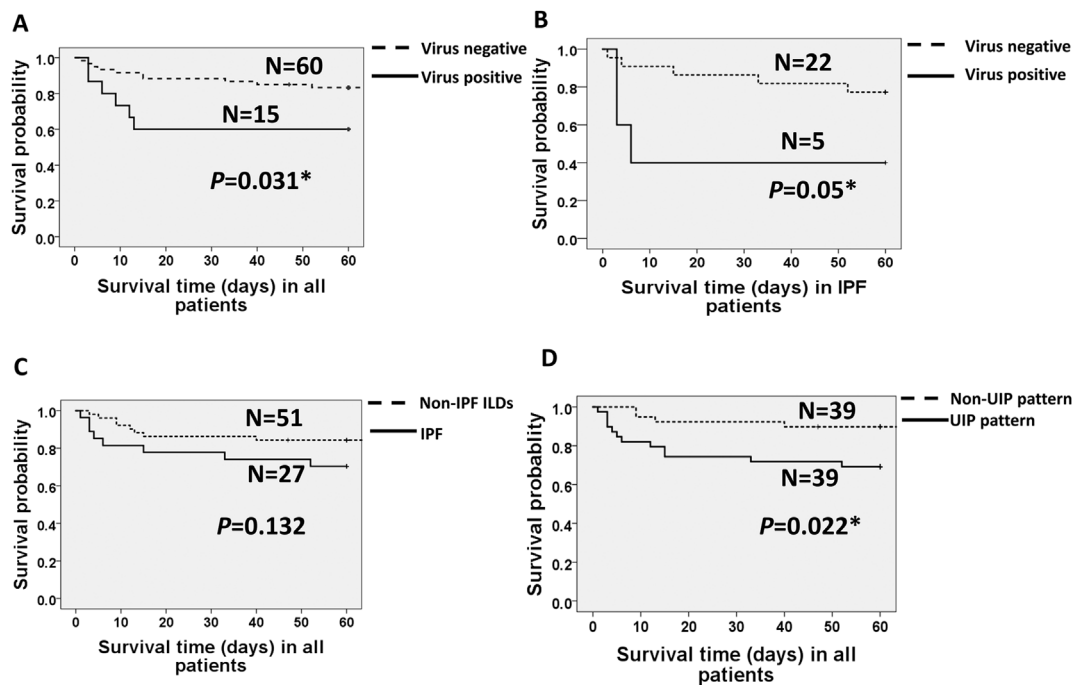 A
Virus negative
Virus positive
N=60
N=15
P=0.031*
Survival probability
1.0
0.8
0.6
0.4
0.2
0.0
0 10 20 30 40 50 60
Survival time (days) in all
patients
B
Virus negative
Virus positive
N=22
N=5
P=0.05*
Survival probability
1.0
0.8
0.6
0.4
0.2
0.0
0 10 20 30 40 50 60
Survival time (days) in IPF
patients
C
Non-IPF ILDs
IPF
N=51
N=27
P=0.132
Survival probablity
1.0
0.8
0.6
0.4
0.2
0.0
0 10 20 30 40 50 60
Survival time (days) in all
patients
D
Non-UIP pattern
UIP pattern
N=39
N=39
P=0.022*
Survival probability
1.0
0.8
0.6
0.4
0.2
0.0
0 10 20 30 40 50 60
Survival time (days) in all
patients